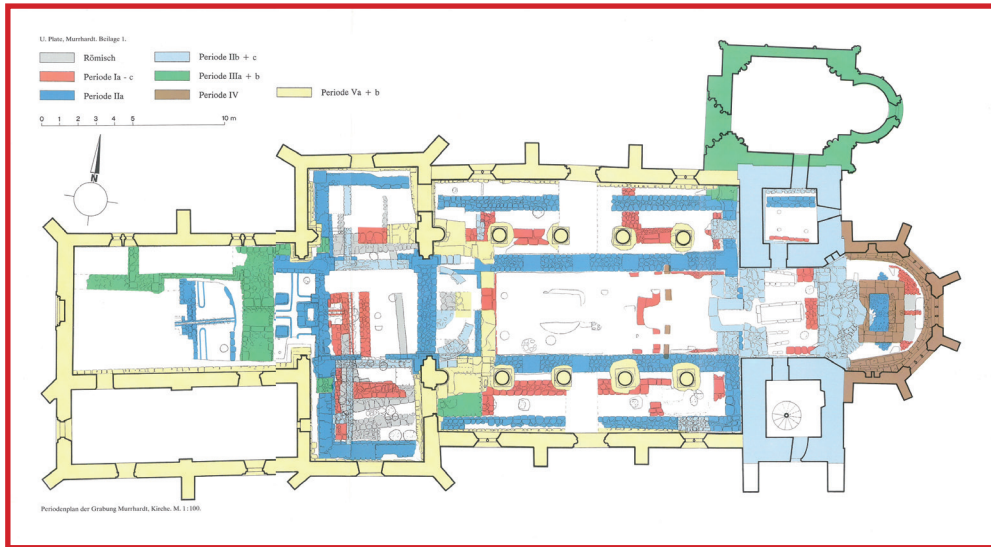 U. Plate, Murrhardt. Beilage 1.
Römisch
Periode Ia - c
Periode IIa
Periode IIb + c
Periode IIIa + b
Periode IV
Periode Va + b
0 1 2 3 4 5 10 m
N
Periodenplan der Grabung Murrhardt, Kirche. M. 1:100.